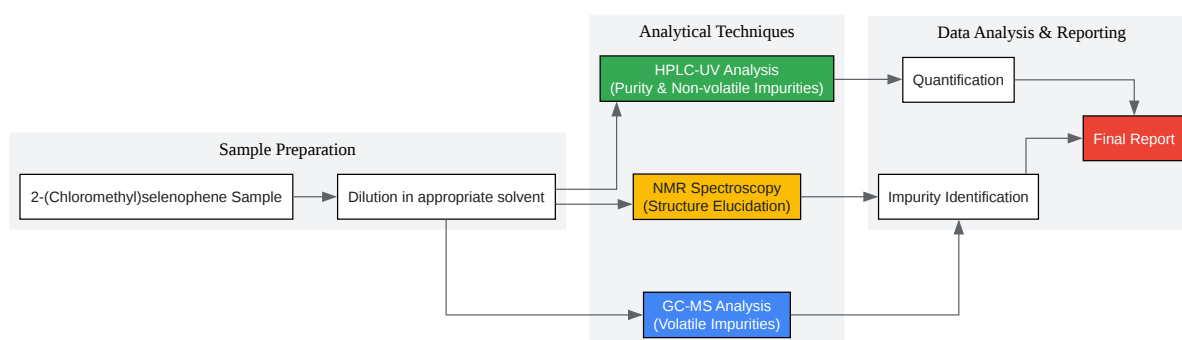 Sample Preparation
2-(Chloromethyl)selenophene Sample
Dilution in appropriate solvent
Analytical Techniques
HPLC-UV Analysis
(Purity & Non-volatile Impurities)
NMR Spectroscopy
(Structure Elucidation)
GC-MS Analysis
(Volatile Impurities)
Data Analysis & Reporting
Quantification
Impurity Identification
Final Report